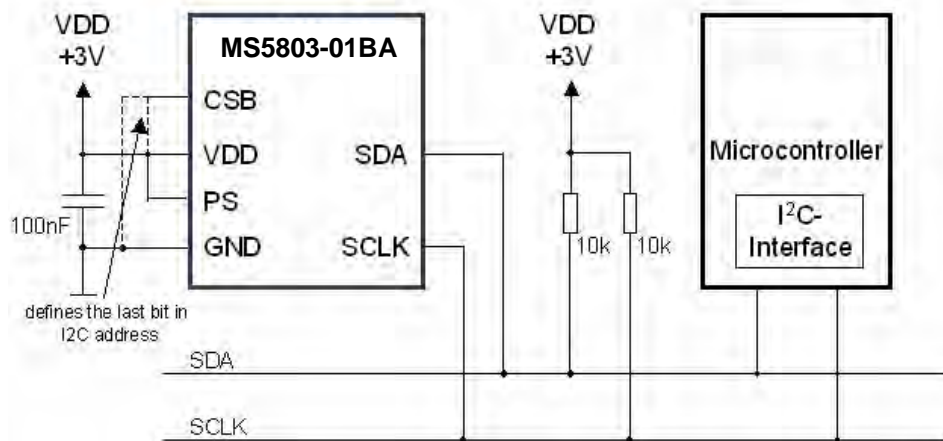 VDD
+3V
MS5803-01BA
CSB
VDD
PS
GND
SDA
SCLK
100nF
defines the last bit in
I2C address
VDD
+3V
10k
10k
Microcontroller
I²C-
Interface
SDA
SCLK